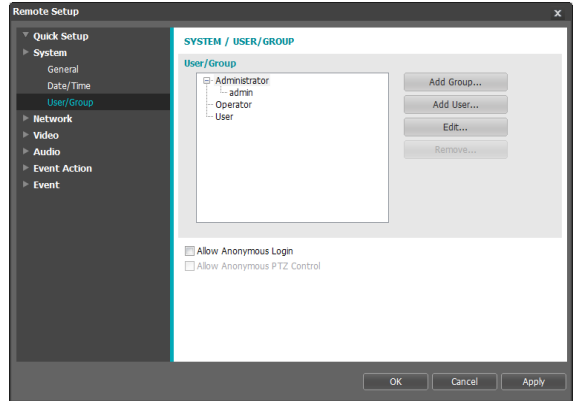 Remote Setup
x
Quick Setup
System
General
Date/Time
User/Group
Network
Video
Audio
Event Action
Event
SYSTEM / USER/GROUP
User/Group
Administrator
admin
Operator
User
Add Group...
Add User...
Edit...
Remove...
Allow Anonymous Login
Allow Anonymous PTZ Control
OK
Cancel
Apply